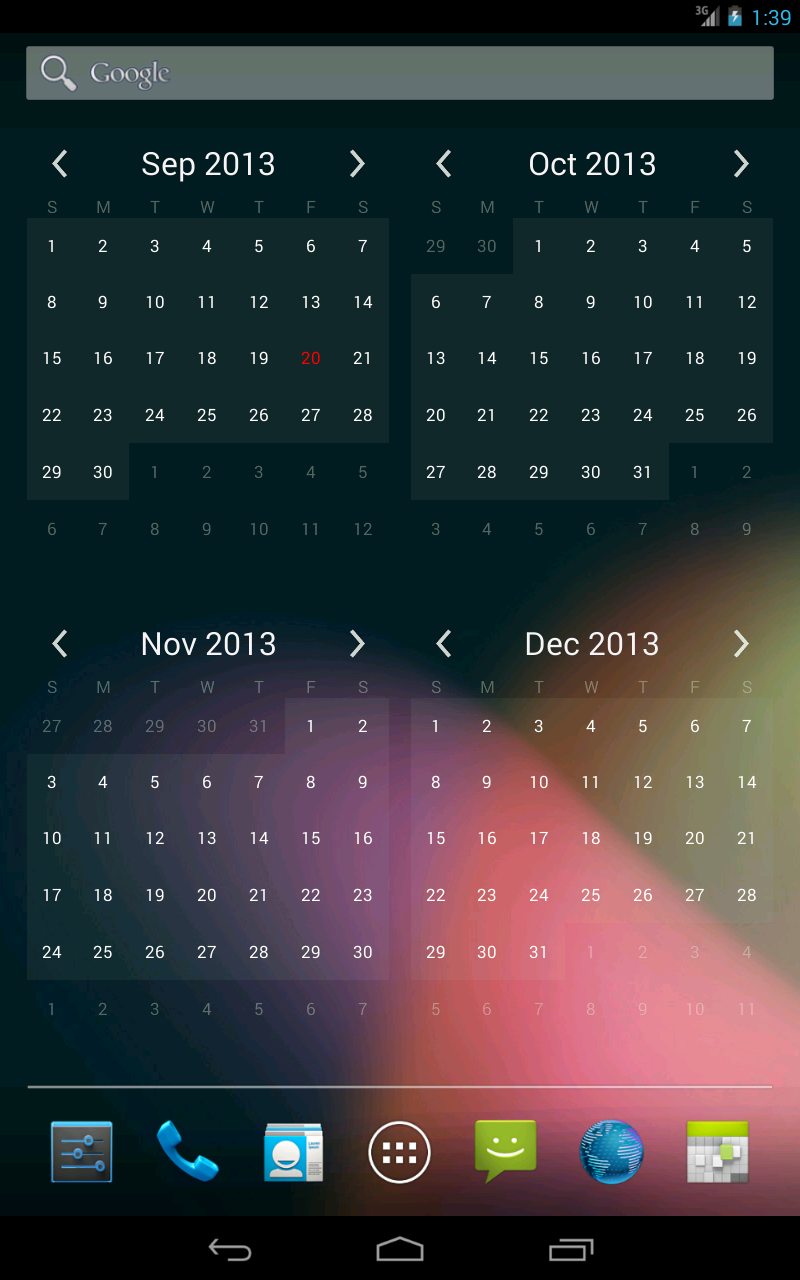 3G 1:39
Google
Sep 2013
S M T W T F S
1 2 3 4 5 6 7
8 9 10 11 12 13 14
15 16 17 18 19 20 21
22 23 24 25 26 27 28
29 30 1 2 3 4 5
6 7 8 9 10 11 12
Oct 2013
S M T W T F S
29 30 1 2 3 4 5
6 7 8 9 10 11 12
13 14 15 16 17 18 19
20 21 22 23 24 25 26
27 28 29 30 31 1 2
3 4 5 6 7 8 9
Nov 2013
S M T W T F S
27 28 29 30 31 1 2
3 4 5 6 7 8 9
10 11 12 13 14 15 16
17 18 19 20 21 22 23
24 25 26 27 28 29 30
1 2 3 4 5 6 7
Dec 2013
S M T W T F S
1 2 3 4 5 6 7
8 9 10 11 12 13 14
15 16 17 18 19 20 21
22 23 24 25 26 27 28
29 30 31 1 2 3 4
5 6 7 8 9 10 11